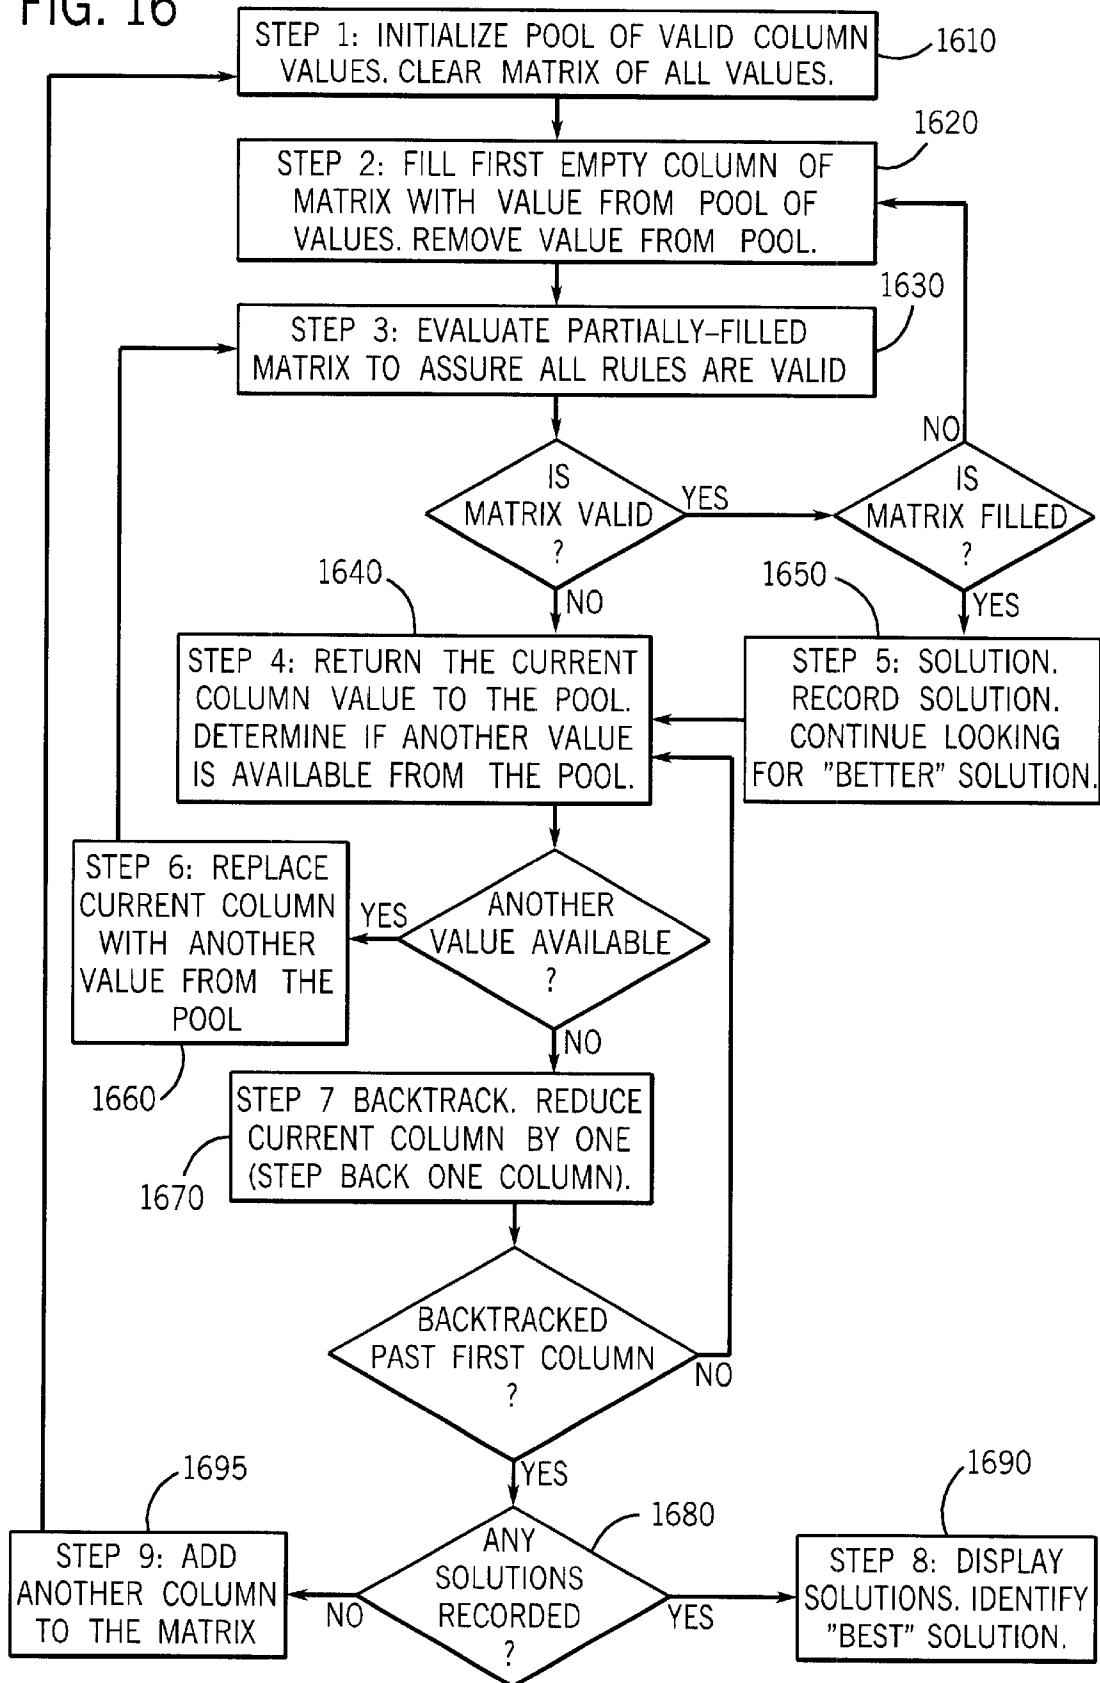 FIG. 16
STEP 1: INITIALIZE POOL OF VALID COLUMN
VALUES. CLEAR MATRIX OF ALL VALUES.
1610
1620
STEP 2: FILL FIRST EMPTY COLUMN OF
MATRIX WITH VALUE FROM POOL OF
VALUES. REMOVE VALUE FROM POOL.
1630
STEP 3: EVALUATE PARTIALLY-FILLED
MATRIX TO ASSURE ALL RULES ARE VALID
NO
IS
MATRIX VALID
?
YES
IS
MATRIX FILLED
?
1640
NO
1650
YES
STEP 4: RETURN THE CURRENT
COLUMN VALUE TO THE POOL.
DETERMINE IF ANOTHER VALUE
IS AVAILABLE FROM THE POOL.
STEP 5: SOLUTION.
RECORD SOLUTION.
CONTINUE LOOKING
FOR "BETTER" SOLUTION.
STEP 6: REPLACE
CURRENT COLUMN
WITH ANOTHER
VALUE FROM THE
POOL
YES
ANOTHER
VALUE AVAILABLE
?
NO
1660
STEP 7 BACKTRACK. REDUCE
CURRENT COLUMN BY ONE
(STEP BACK ONE COLUMN).
1670
BACKTRACKED
PAST FIRST COLUMN
?
NO
YES
1695
1680
1690
STEP 9: ADD
ANOTHER COLUMN
TO THE MATRIX
NO
ANY
SOLUTIONS
RECORDED
?
YES
STEP 8: DISPLAY
SOLUTIONS. IDENTIFY
"BEST" SOLUTION.